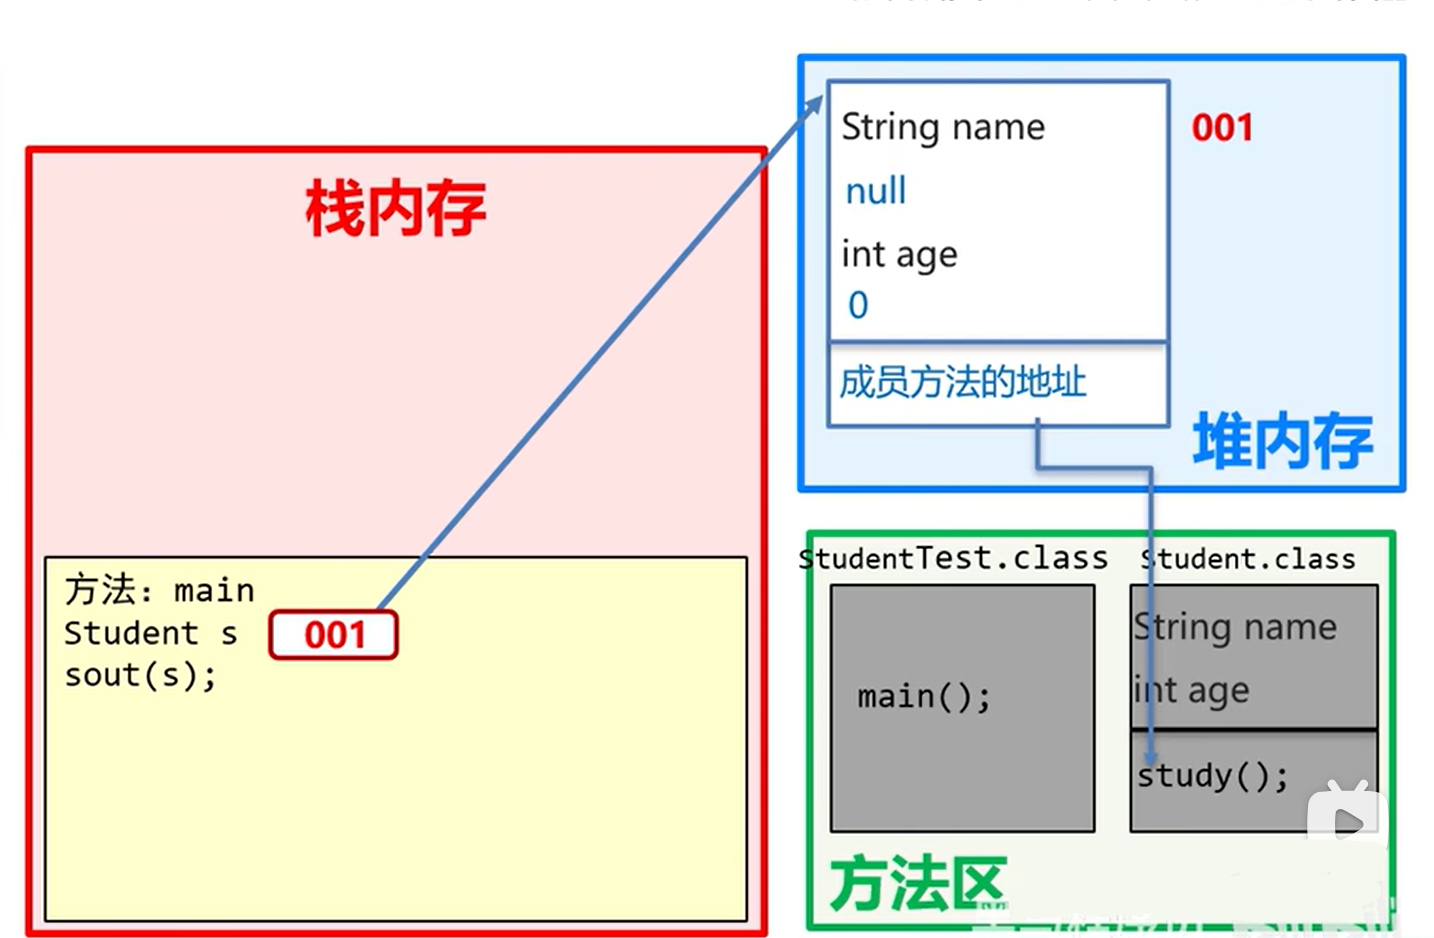 栈内存
方法：main
Student s 001
sout(s);
String name 001
null
int age
0
成员方法的地址
堆内存
StudentTest.class Student.class
main();
String name
int age
study();
方法区